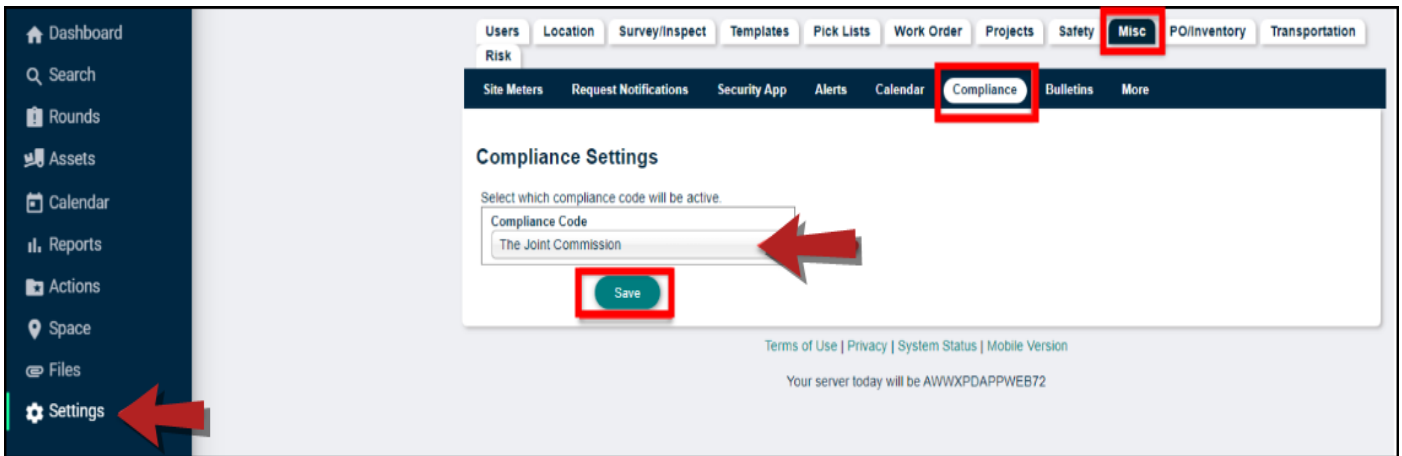 Dashboard
Search
Rounds
Assets
Calendar
Reports
Actions
Space
Files
Settings
Users Location Survey/Inspect Templates Pick Lists Work Order Projects Safety Misc PO/Inventory Transportation
Risk
Site Meters Request Notifications Security App Alerts Calendar Compliance Bulletins More
Compliance Settings
Select which compliance code will be active.
Compliance Code
The Joint Commission
Save
Terms of Use | Privacy | System Status | Mobile Version
Your server today will be AWWXPDAPPWEB72